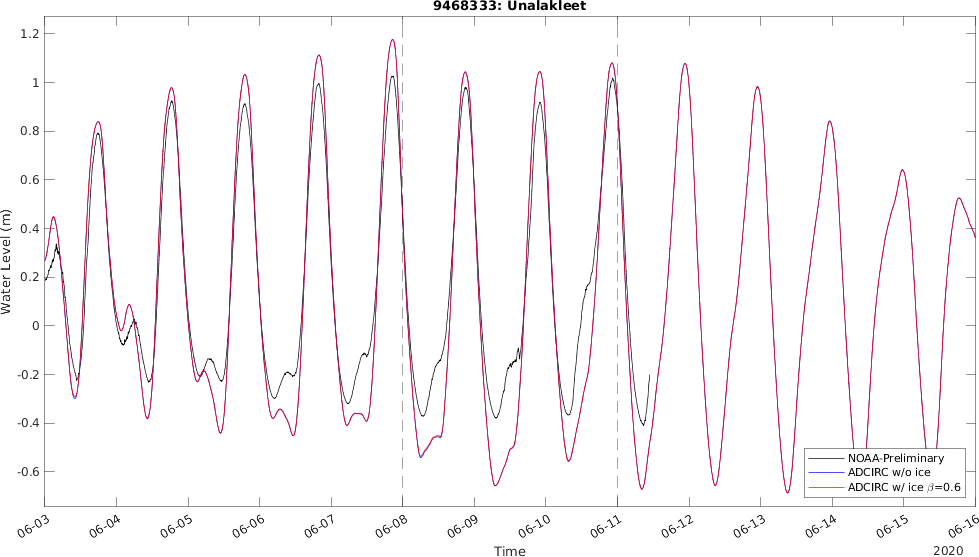 9468333: Unalakleet
1.2
1
0.8
0.6
0.4
0.2
0
-0.2
-0.4
-0.6
Water Level (m)
NOAA-Preliminary
ADCIRC w/o ice
ADCIRC w/ ice β=0.6
06-03 06-04 06-05 06-06 06-07 06-08 06-09 06-10 06-11 06-12 06-13 06-14 06-15 06-16
Time
2020